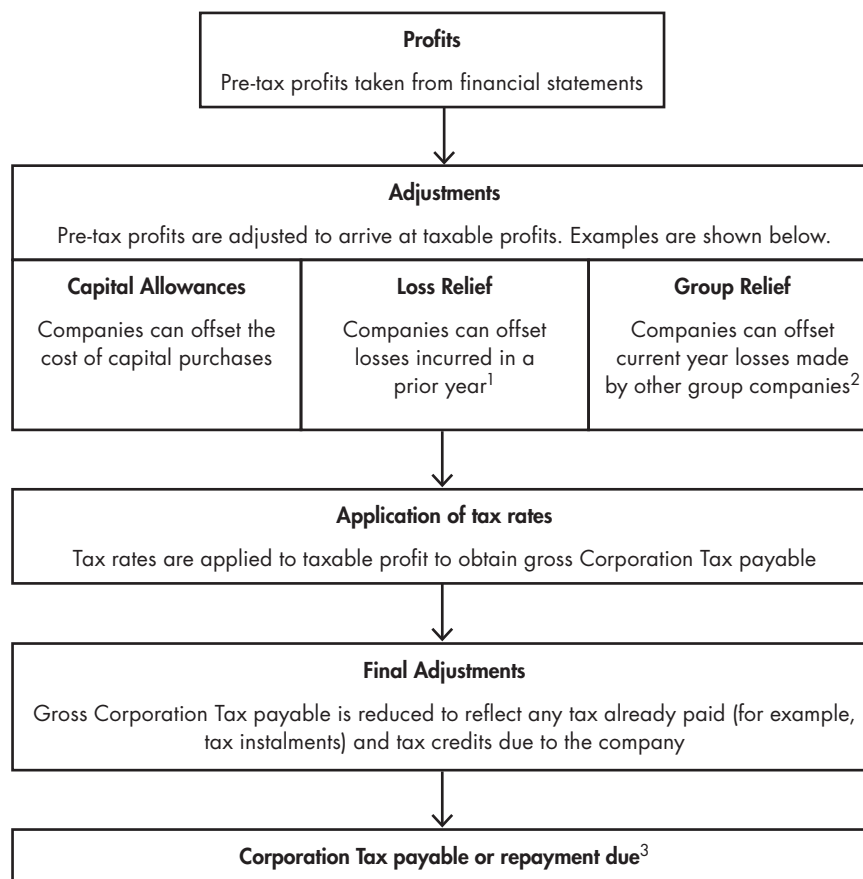 Profits
Pre-tax profits taken from financial statements
Adjustments
Pre-tax profits are adjusted to arrive at taxable profits. Examples are shown below.
Capital Allowances
Companies can offset the
cost of capital purchases
Loss Relief
Companies can offset
losses incurred in a
prior year1
Group Relief
Companies can offset
current year losses made
by other group companies2
Application of tax rates
Tax rates are applied to taxable profit to obtain gross Corporation Tax payable
Final Adjustments
Gross Corporation Tax payable is reduced to reflect any tax already paid (for example,
tax instalments) and tax credits due to the company
Corporation Tax payable or repayment due3